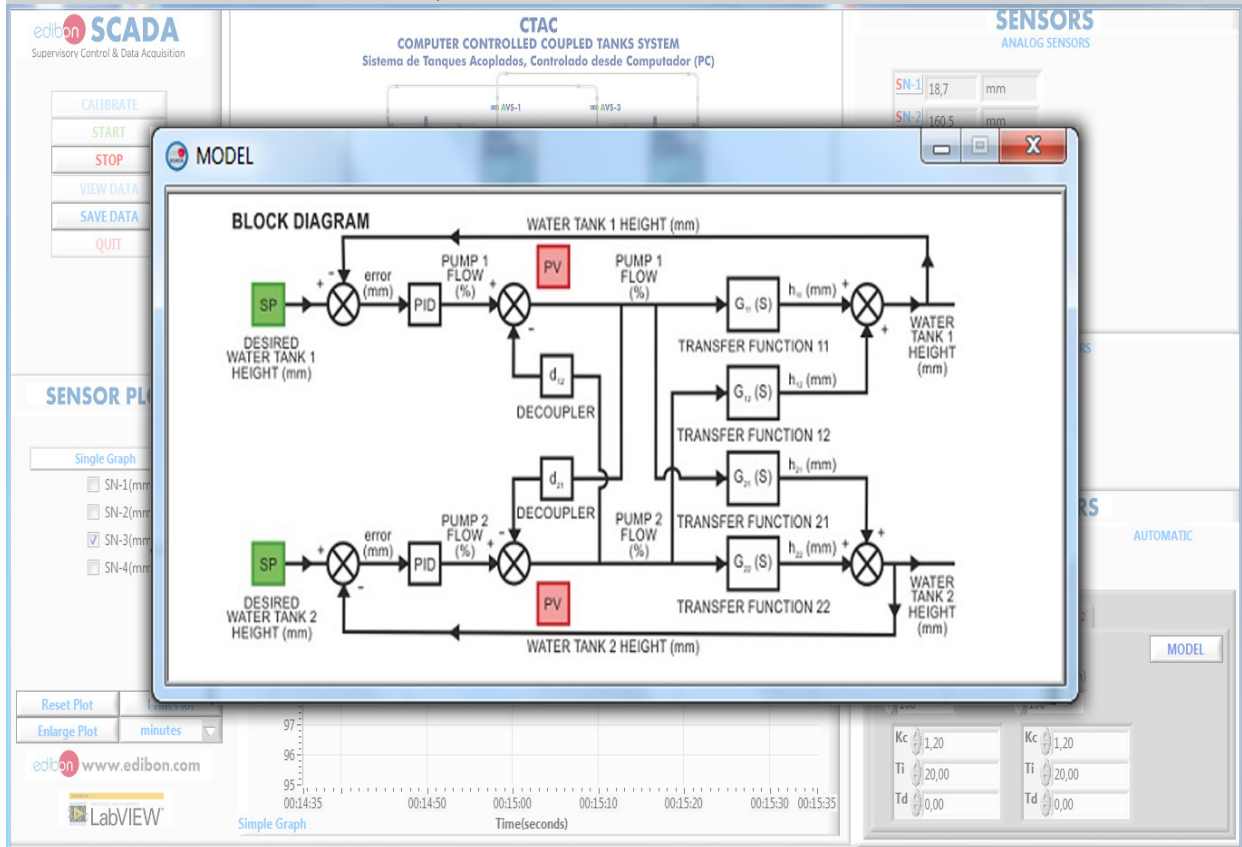 edibon SCADA
Supervisory Control & Data Acquisition
CALIBRATE
START
STOP
VIEW DATA
SAVE DATA
QUIT
CTAC
COMPUTER CONTROLLED COUPLED TANKS SYSTEM
Sistema de Tanques Acoplados, Controlado desde Computador (PC)
AVS-1
AVS-3
SENSORS
ANALOG SENSORS
SN-1 18,7 mm
SN-2 160,5 mm
MODEL
BLOCK DIAGRAM
WATER TANK 1 HEIGHT (mm)
SP
DESIRED
WATER TANK 1
HEIGHT (mm)
+
-
error
(mm)
PID
PUMP 1
FLOW
(%)
+
-
PV
PUMP 1
FLOW
(%)
G₁₁ (S)
h₁₁ (mm)
+
TRANSFER FUNCTION 11
+
WATER
TANK 1
HEIGHT
(mm)
d₁₂
DECOUPLER
G₁₂ (S)
h₁₂ (mm)
TRANSFER FUNCTION 12
d₂₁
DECOUPLER
G₂₁ (S)
h₂₁ (mm)
TRANSFER FUNCTION 21
SP
DESIRED
WATER TANK 2
HEIGHT (mm)
+
-
error
(mm)
PID
PUMP 2
FLOW
(%)
+
-
PV
PUMP 2
FLOW
(%)
G₂₂ (S)
h₂₂ (mm)
+
+
TRANSFER FUNCTION 22
WATER
TANK 2
HEIGHT
(mm)
WATER TANK 2 HEIGHT (mm)
SENSOR PL
Single Graph
SN-1(mm
SN-2(mm
SN-3(mm
SN-4(mm
Reset Plot
Enlarge Plot
minutes
edibon www.edibon.com
LabVIEW
97
96
95
00:14:35 00:14:50 00:15:00 00:15:10 00:15:20 00:15:30 00:15:35
Simple Graph
Time(seconds)
RS
RS
AUTOMATIC
MODEL
Kc 1,20
Ti 20,00
Td 0,00
Kc 1,20
Ti 20,00
Td 0,00